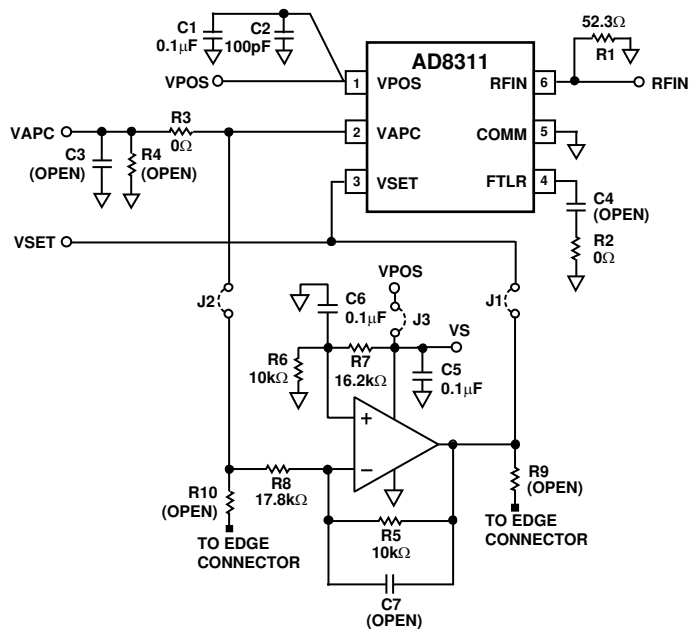 C1
0.1μF
C2
100pF
52.3Ω
R1
AD8311
VPOS
1
VPOS
RFIN
6
RFIN
R3
0Ω
VAPC
2
VAPC
COMM
5
C3
(OPEN)
R4
(OPEN)
3
VSET
FTLR
4
C4
(OPEN)
R2
0Ω
VSET
J2
C6
0.1μF
VPOS
J3
J1
VS
R6
10kΩ
R7
16.2kΩ
C5
0.1μF
+
−
R8
17.8kΩ
R10
(OPEN)
R9
(OPEN)
TO EDGE
CONNECTOR
TO EDGE
CONNECTOR
R5
10kΩ
C7
(OPEN)